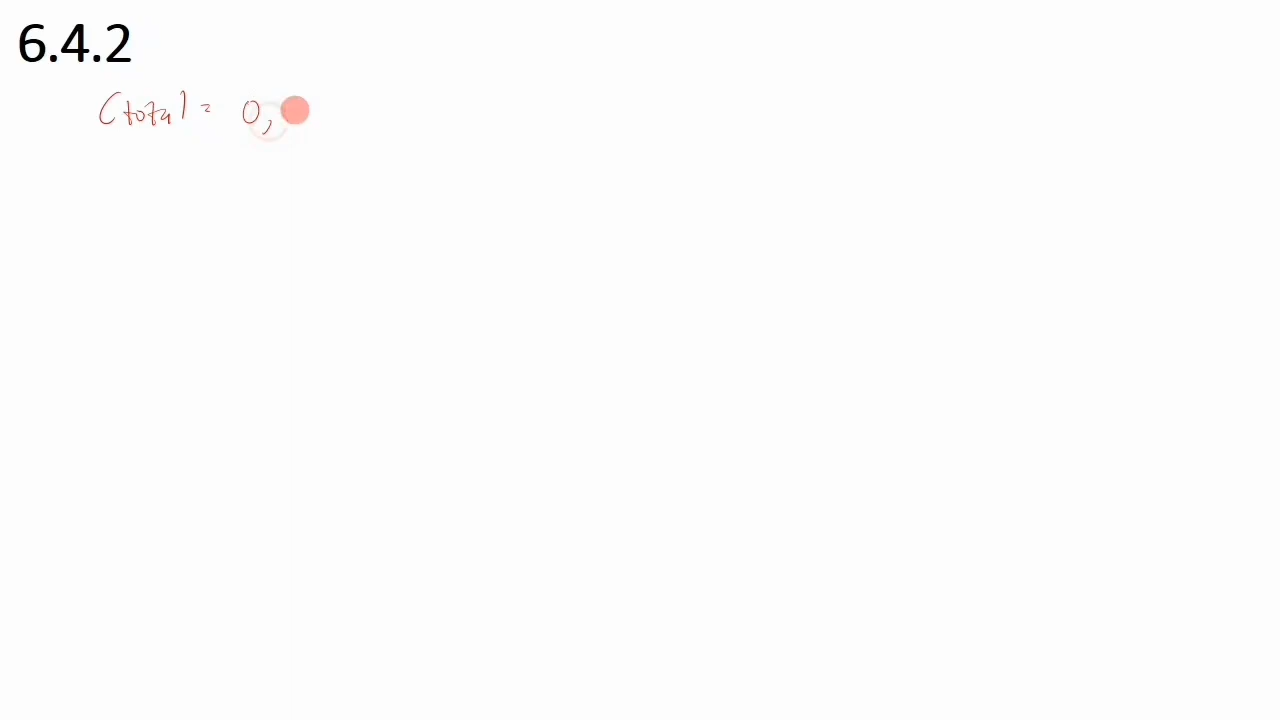 6.4.2
Ctotal = 0,